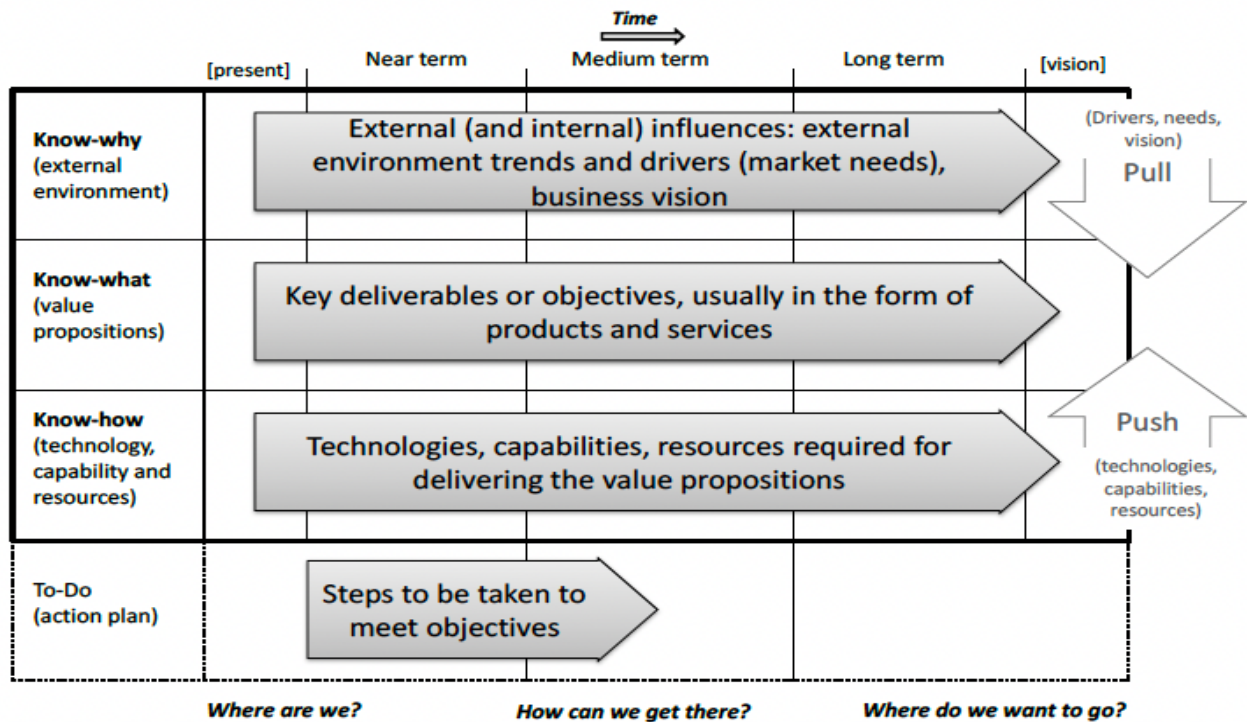 Time
[present]
Near term
Medium term
Long term
[vision]
Know-why
(external
environment)
External (and internal) influences: external
environment trends and drivers (market needs),
business vision
(Drivers, needs,
vision)
Pull
Know-what
(value
propositions)
Key deliverables or objectives, usually in the form of
products and services
Know-how
(technology,
capability and
resources)
Technologies, capabilities, resources required for
delivering the value propositions
Push
(technologies,
capabilities,
resources)
To-Do
(action plan)
Steps to be taken to
meet objectives
Where are we?
How can we get there?
Where do we want to go?